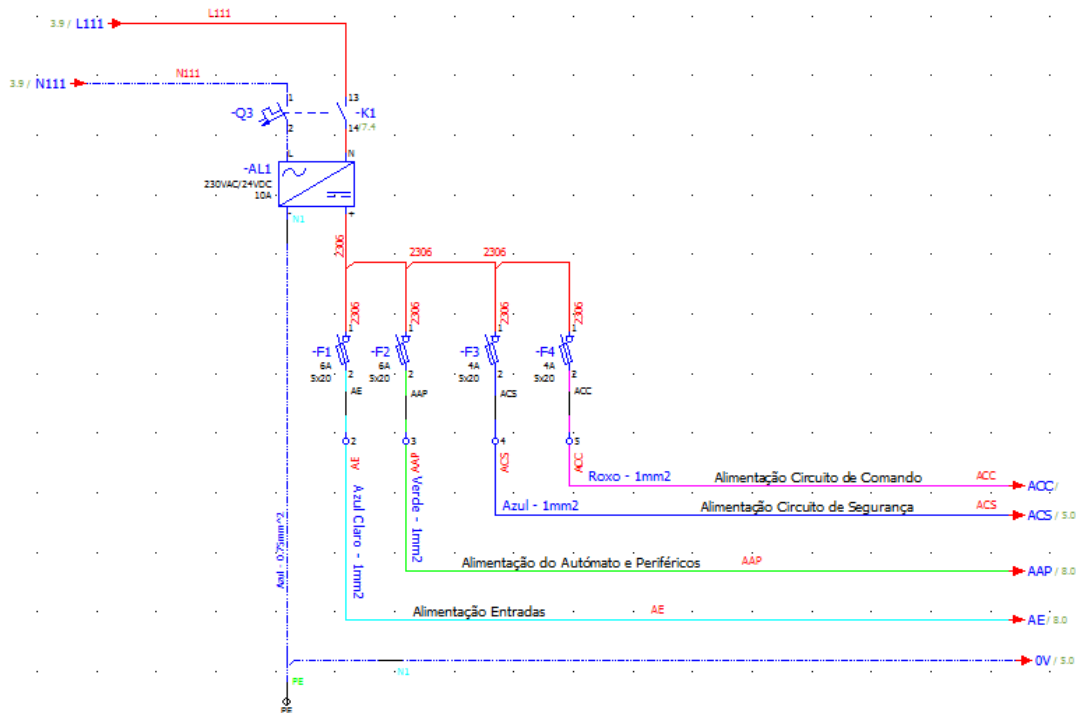 L111
3.9 / L111
N111
3.9 / N111
1
13
-Q3
-K1
2
14
/7.4
L
N
-AL1
230VAC/24VDC
10A
-
+
N1
2306
2306
2306
2306
2306
2306
2306
1
1
1
1
-F1
-F2
-F3
-F4
6A
6A
4A
4A
5x20
5x20
5x20
5x20
2
2
2
2
AE
AAP
ACS
ACC
2
3
4
5
AE
AAP
ACS
ACC
Roxo - 1mm2
Alimentação Circuito de Comando
ACC
ACC /
Azul - 1mm2
Alimentação Circuito de Segurança
ACS
ACS / 5.0
Azul Claro - 1mm2
Verde - 1mm2
Azul - 0.75mm^2
Alimentação do Autómato e Periféricos
AAP
AAP / 8.0
Alimentação Entradas
AE
AE / 8.0
N1
0V / 5.0
PE
PE